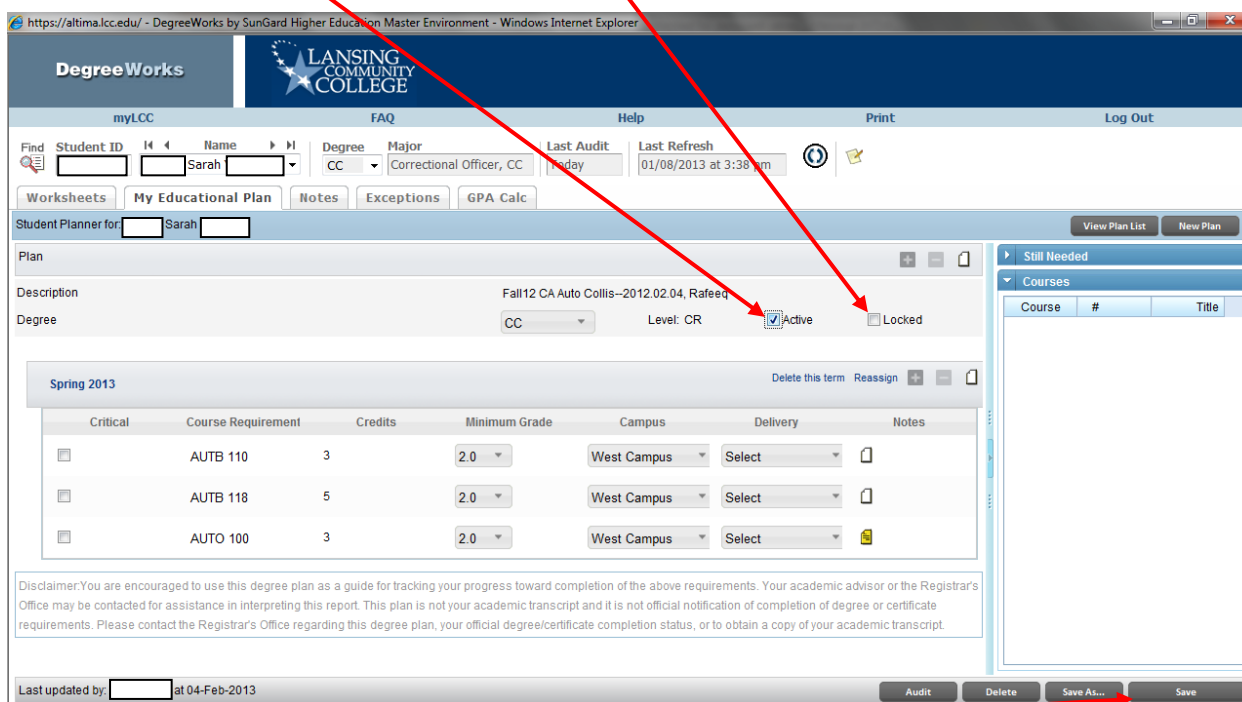 https://altima.lcc.edu/ - DegreeWorks by SunGard Higher Education Master Environment - Windows Internet Explorer
DegreeWorks
LANSING
COMMUNITY
COLLEGE
myLCC FAQ Help Print Log Out
Find Student ID Name Degree Major Last Audit Last Refresh
Sarah CC Correctional Officer, CC Today 01/08/2013 at 3:38 pm
Worksheets My Educational Plan Notes Exceptions GPA Calc
Student Planner for: Sarah View Plan List New Plan
Plan Still Needed
Courses
Description Fall12 CA Auto Collis--2012.02.04, Rafeeq Course # Title
Degree CC Level: CR Active Locked
Spring 2013 Delete this term Reassign
Critical Course Requirement Credits Minimum Grade Campus Delivery Notes
AUTB 110 3 2.0 West Campus Select
AUTB 118 5 2.0 West Campus Select
AUTO 100 3 2.0 West Campus Select
Disclaimer:You are encouraged to use this degree plan as a guide for tracking your progress toward completion of the above requirements. Your academic advisor or the Registrar's
Office may be contacted for assistance in interpreting this report. This plan is not your academic transcript and it is not official notification of completion of degree or certificate
requirements. Please contact the Registrar's Office regarding this degree plan, your official degree/certificate completion status, or to obtain a copy of your academic transcript.
Last updated by: at 04-Feb-2013 Audit Delete Save As... Save